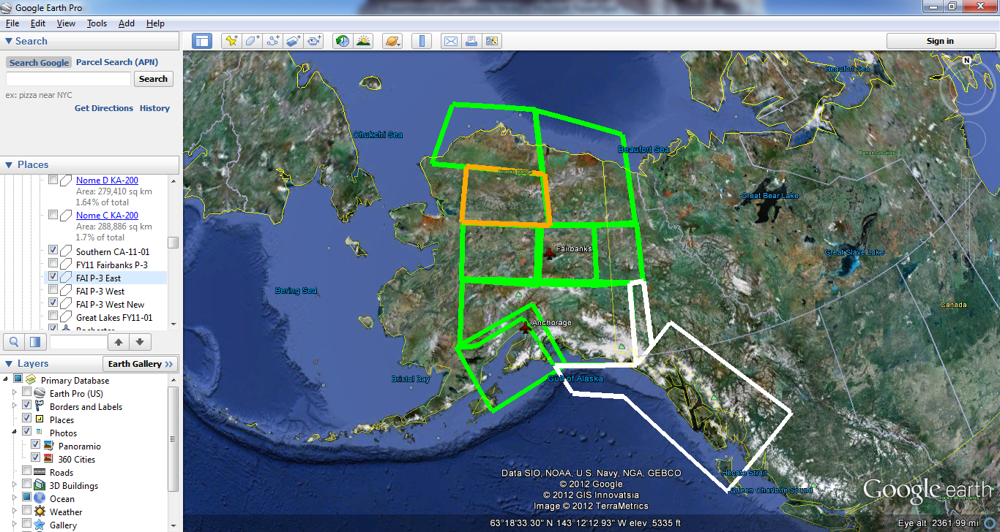 Google Earth Pro
File Edit View Tools Add Help
Search
Search Google Parcel Search (APN)
Search
ex: pizza near NYC
Get Directions History
Places
Nome D KA-200
Area: 279,410 sq km
1.64% of total
Nome C KA-200
Area: 288,886 sq km
1.7% of total
Southern CA-11-01
FY11 Fairbanks P-3
FAI P-3 East
FAI P-3 West
FAI P-3 West New
Great Lakes FY11-01
Rochester
Layers
Earth Gallery >>
Primary Database
Earth Pro (US)
Borders and Labels
Places
Photos
Panoramio
360 Cities
Roads
3D Buildings
Ocean
Weather
Gallery
Sign in
N
Beaufort Sea
Chukchi Sea
Beaufort Sea
Barren Grounds
Brooks Range
Great Bear Lake
Fairbanks
Great Slave Lake
Bering Sea
Canada
Anchorage
Bristol Bay
Gulf of Alaska
Hecate Strait
Queen Charlotte Sound
Rocky Mountains
Data SIO, NOAA, U.S. Navy, NGA, GEBCO
© 2012 Google
© 2012 GIS Innovatsia
Image © 2012 TerraMetrics
Google earth
63°18'33.30" N 143°12'12.93" W elev 5335 ft
Eye alt 2361.99 mi